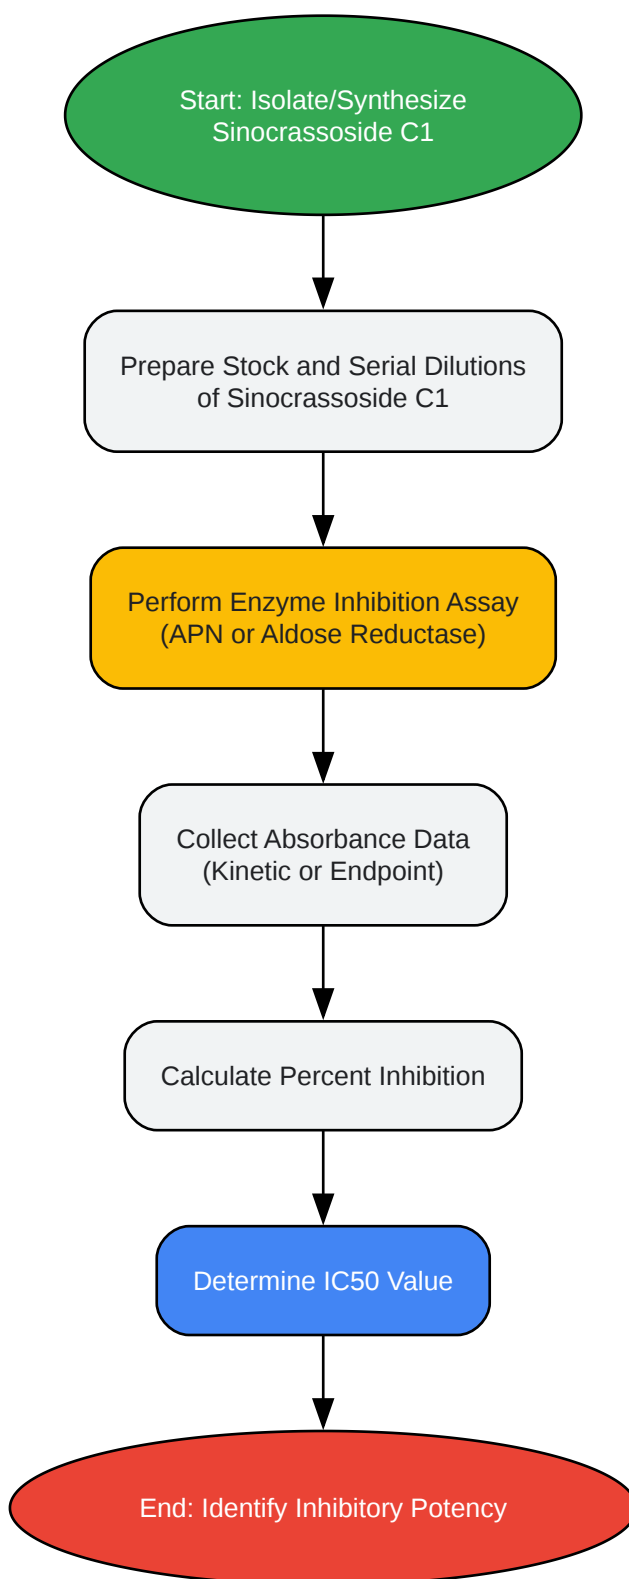 Start: Isolate/Synthesize
Sinocrassoside C1
Prepare Stock and Serial Dilutions
of Sinocrassoside C1
Perform Enzyme Inhibition Assay
(APN or Aldose Reductase)
Collect Absorbance Data
(Kinetic or Endpoint)
Calculate Percent Inhibition
Determine IC50 Value
End: Identify Inhibitory Potency